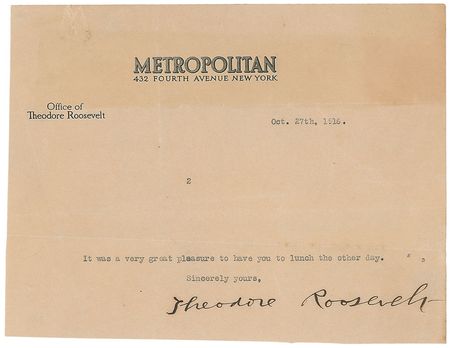 METROPOLITAN
432 FOURTH AVENUE NEW YORK
Office of
Theodore Roosevelt
Oct. 27th, 1916.
2
It was a very great pleasure to have you to lunch the other day.
Sincerely yours,
Theodore Roosevelt